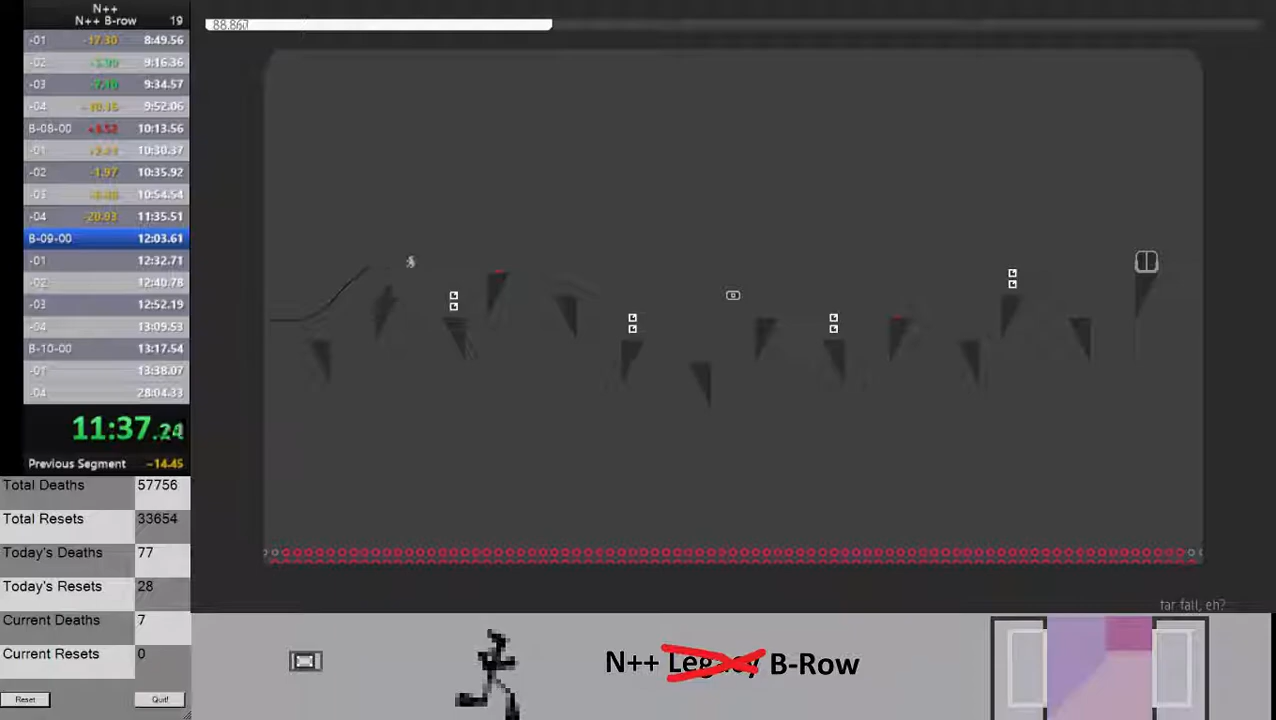 N++
N++ B-row 19
88.860
-01 -17.30 8:49.56
-02 9:16.36
-03 -7.10 9:34.57
-04 9:52.06
B-08-00 10:13.56
-01 10:30.37
-02 -1.97 10:35.92
-03 10:54.54
-04 -20.93 11:35.51
B-09-00 12:03.61
-01 12:32.71
-02 12:40.78
-03 12:52.19
-04 13:09.53
B-10-00 13:17.54
-01 13:38.07
-04 28:04.33
11:37.24
Previous Segment -14.45
Total Deaths 57756
Total Resets 33654
Today's Deaths 77
Today's Resets 28
Current Deaths 7
Current Resets 0
Reset Quit!
far fall, eh?
N++ Legacy B-Row